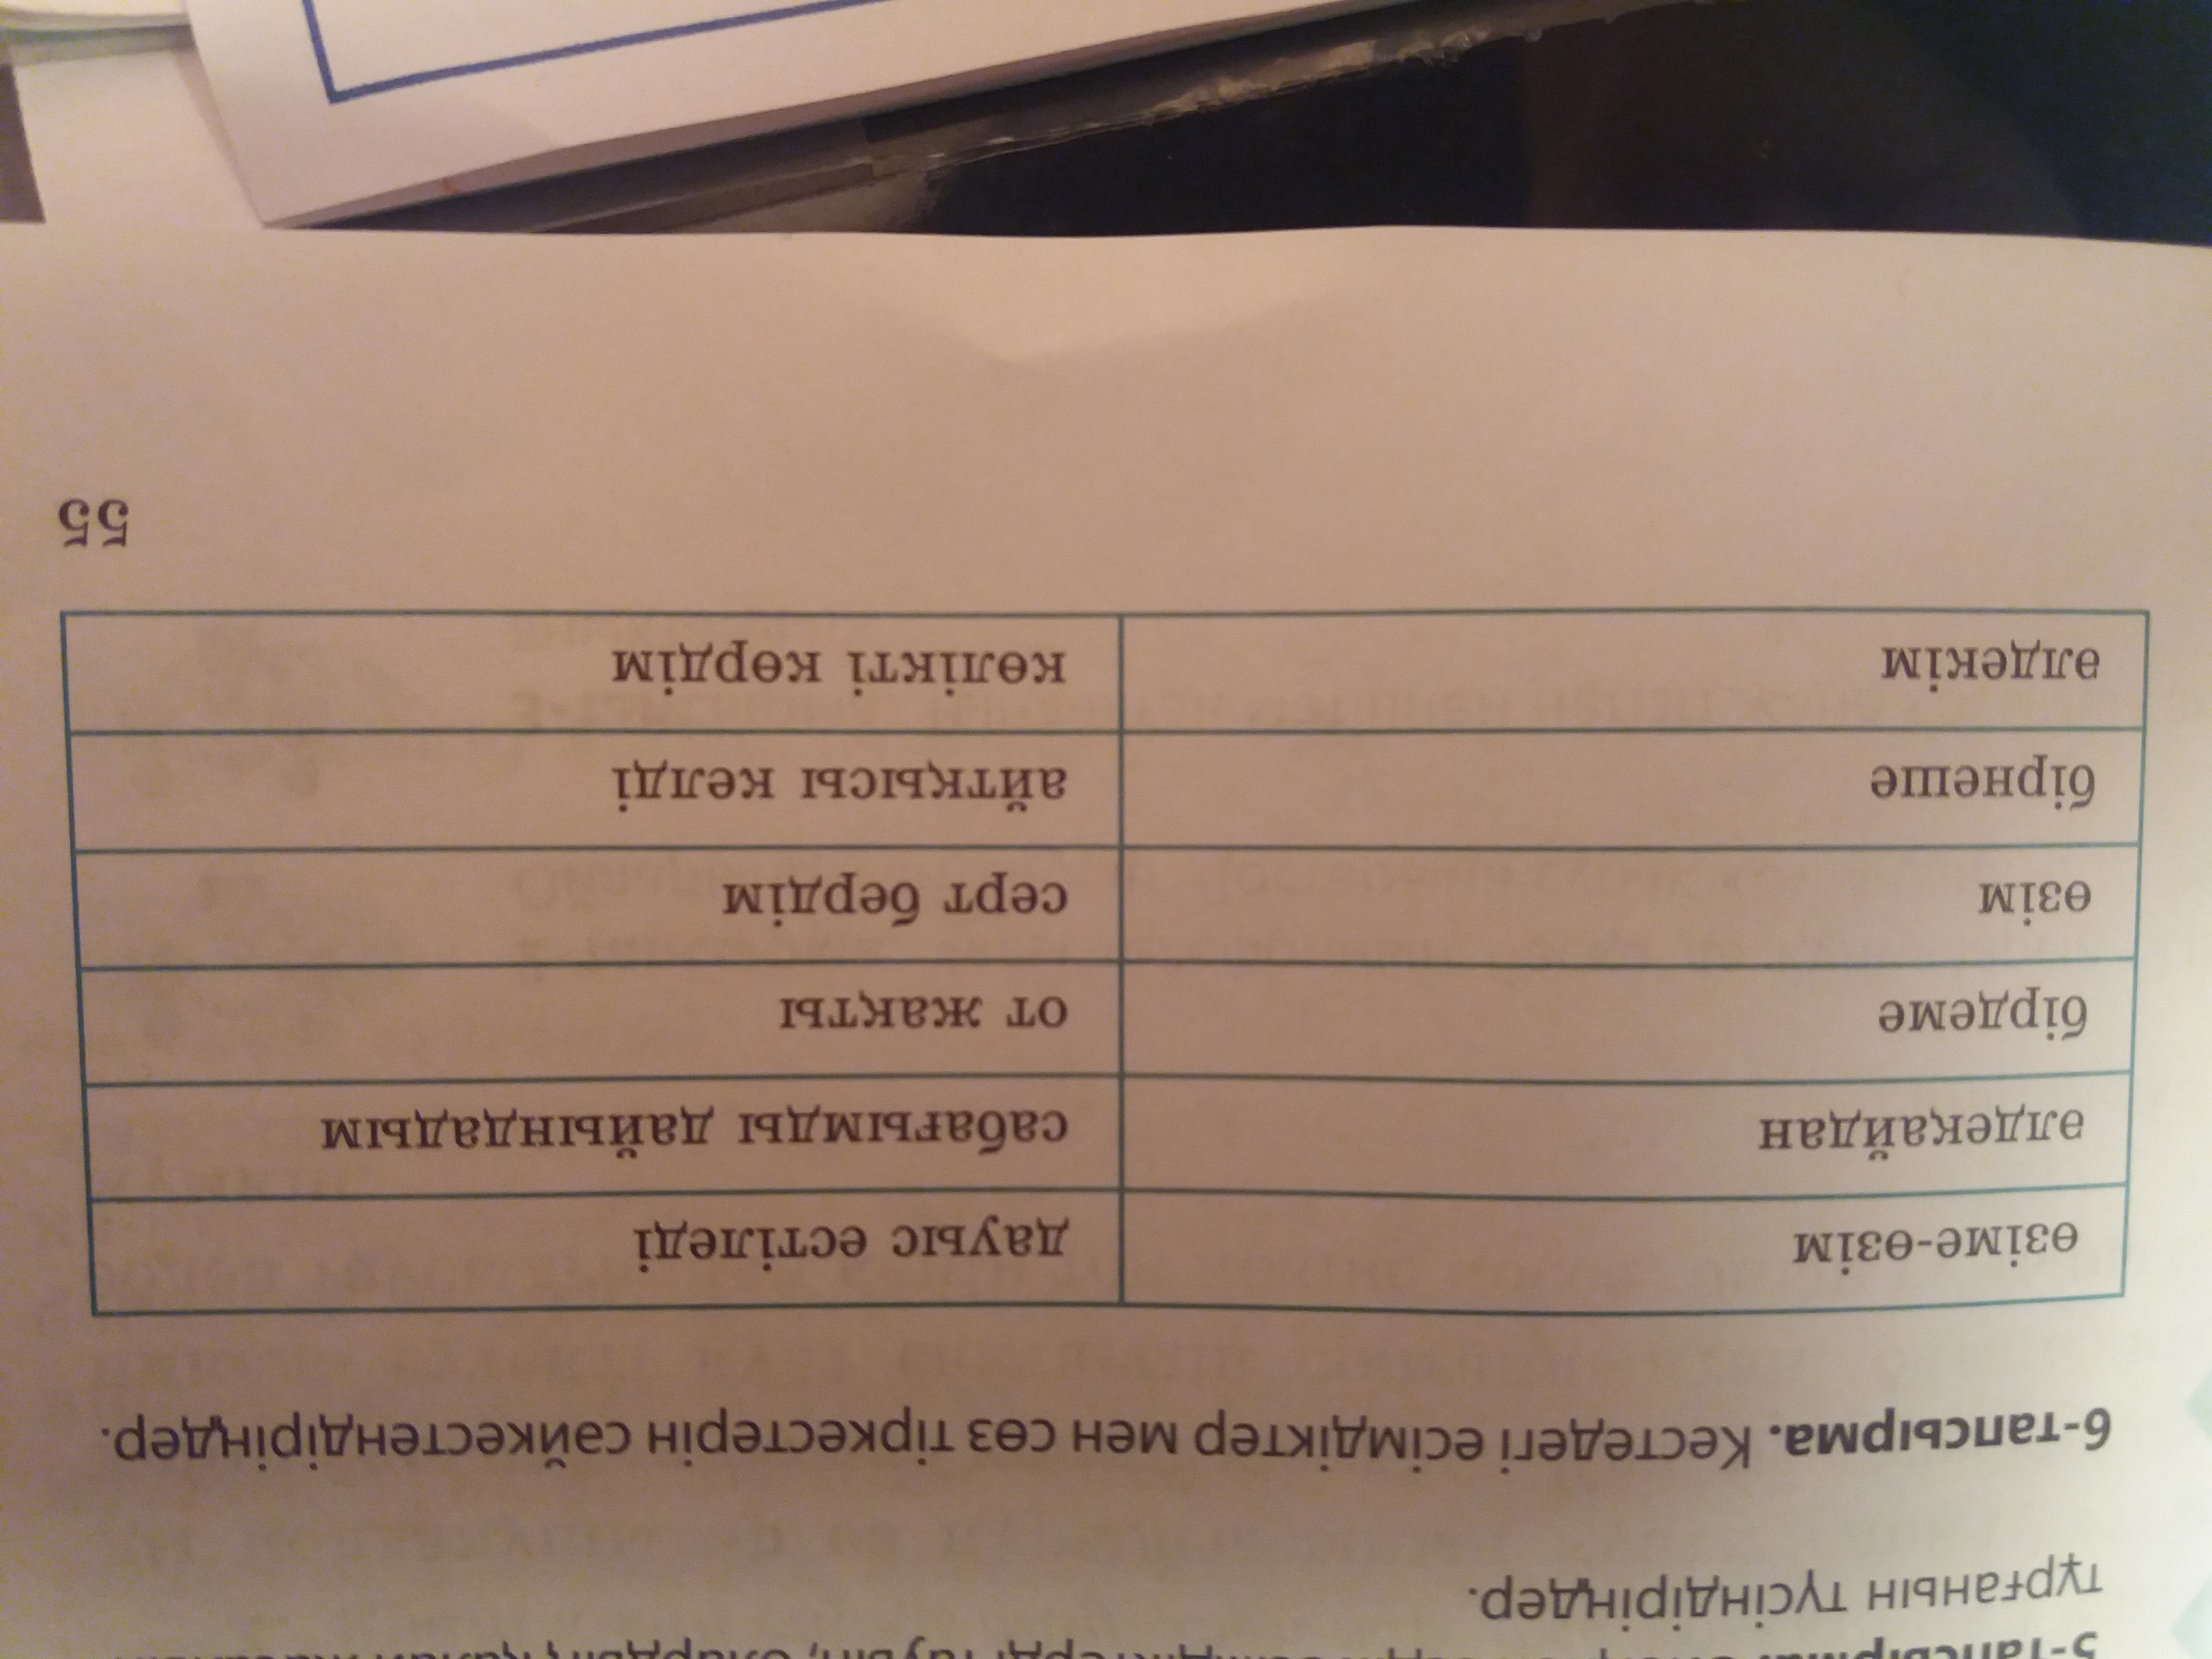 тұрғанын түсіндіріңдер.
6-тапсырма. Кестедегі есімдіктер мен сөз тіркестерін сәйкестендіріңдер.
өзіме-өзім дауыс естіледі
әлдеқайдан сабағымды дайындадым
бірдеме от жақты
өзім серт бердім
бірнеше айтқысы келді
әлдекім көлікті көрдім
55